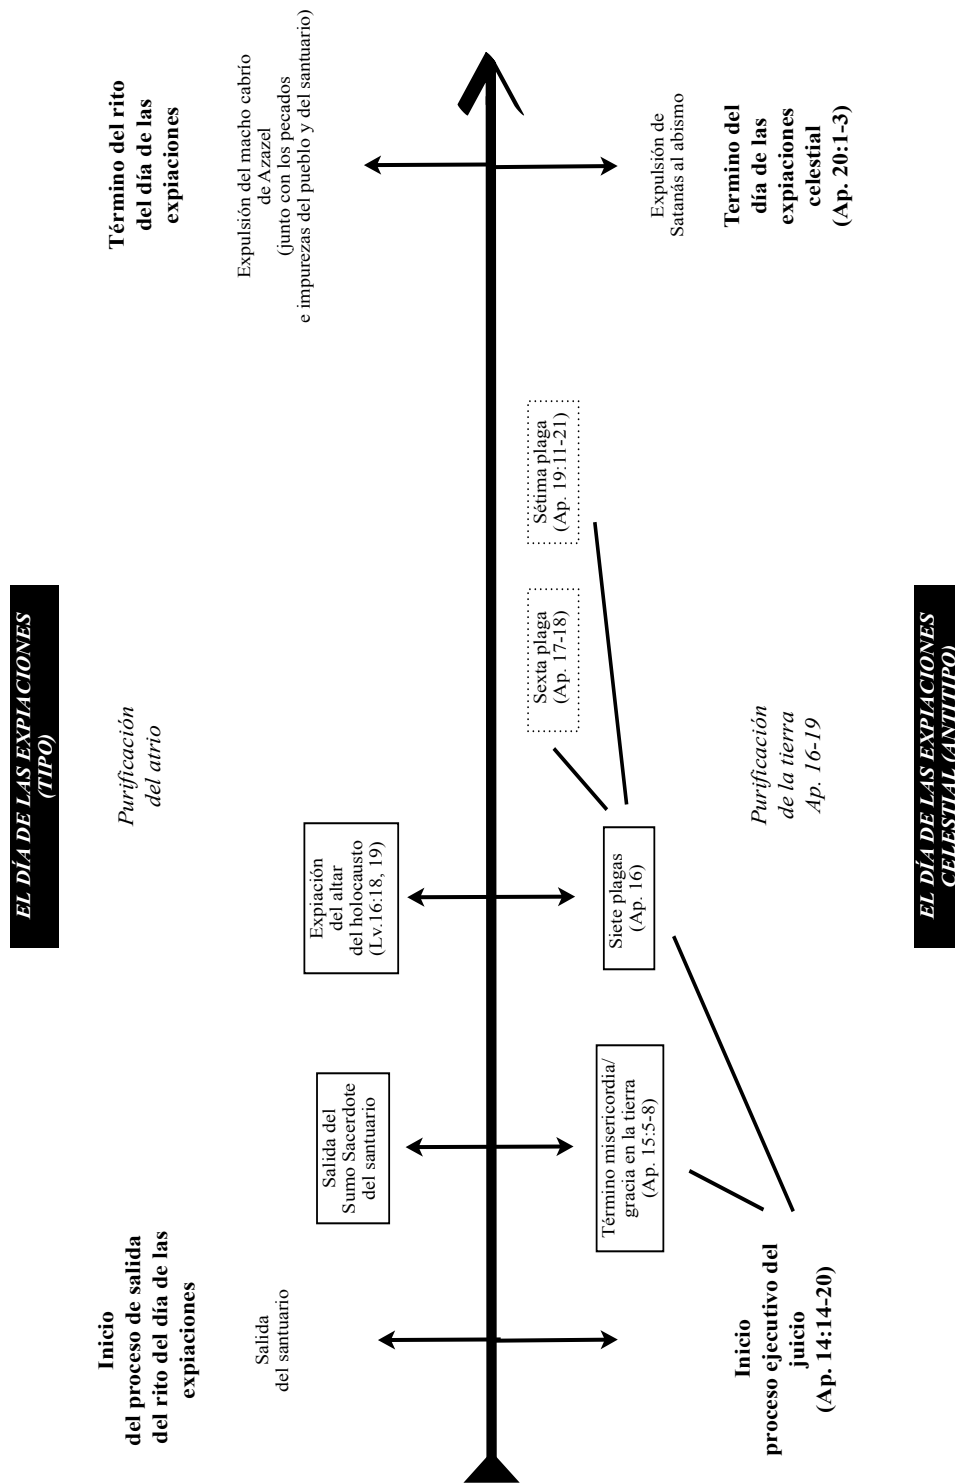 EL DÍA DE LAS EXPIACIONES
(TIPO)
Inicio
del proceso de salida
del rito del día de las
expiaciones
Purificación
del atrio
Término del rito
del día de las
expiaciones
Salida
del santuario
Salida del
Sumo Sacerdote
del santuario
Expiación
del altar
del holocausto
(Lv.16:18, 19)
Expulsión del macho cabrío
de Azazel
(junto con los pecados
e impurezas del pueblo y del santuario)
Término misericordia/
gracia en la tierra
(Ap. 15:5-8)
Siete plagas
(Ap. 16)
Sexta plaga
(Ap. 17-18)
Sétima plaga
(Ap. 19:11-21)
Expulsión de
Satanás al abismo
Inicio
proceso ejecutivo del
juicio
(Ap. 14:14-20)
Purificación
de la tierra
Ap. 16-19
Termino del
día de las
expiaciones
celestial
(Ap. 20:1-3)
EL DÍA DE LAS EXPIACIONES
CELESTIAL (ANTITIPO)